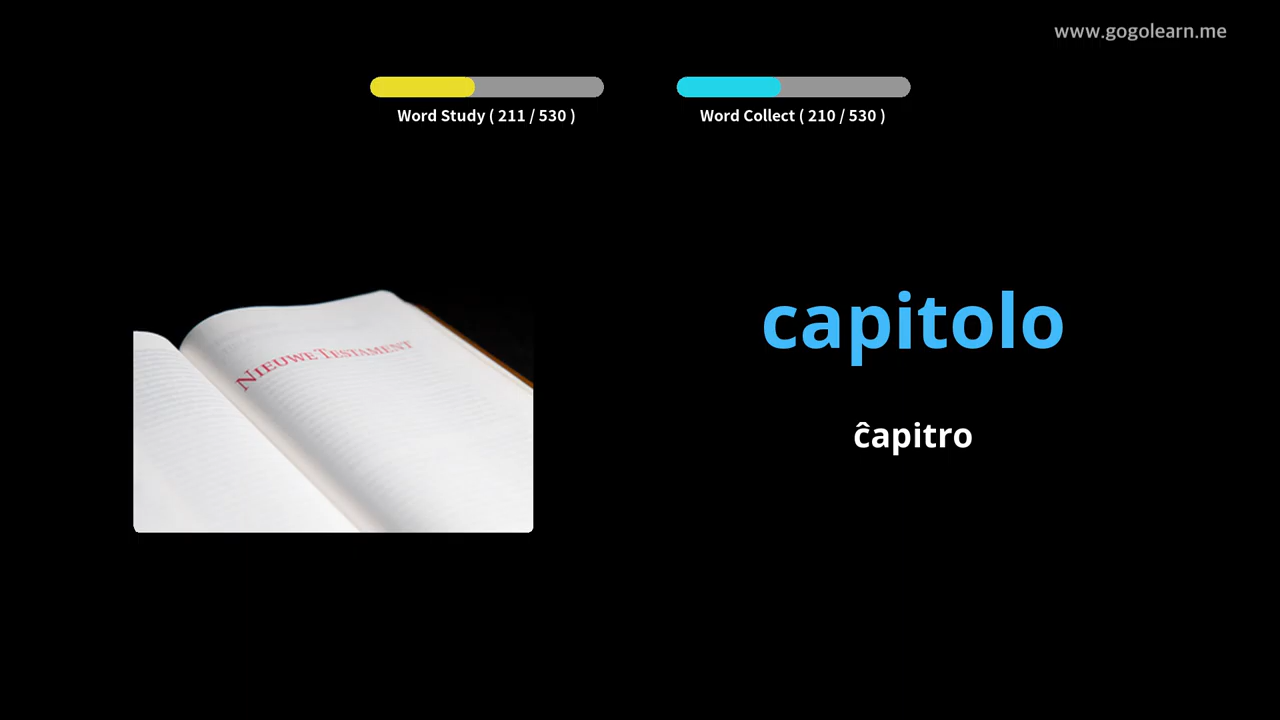 www.gogolearn.me
Word Study ( 211 / 530 )
Word Collect ( 210 / 530 )
NIEUWE TESTAMENT
capitolo
ĉapitro